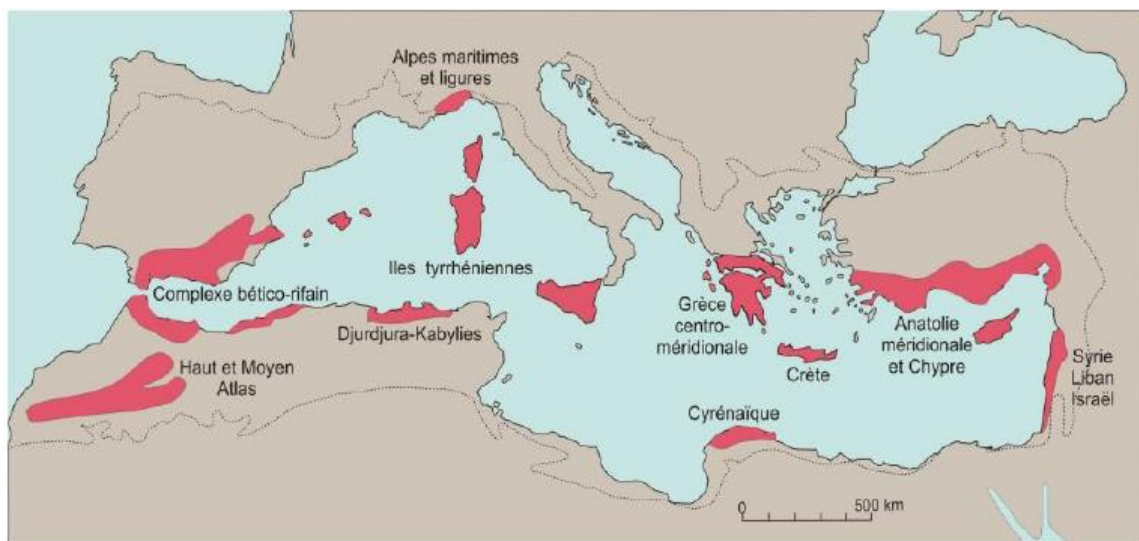 Alpes maritimes
et ligures
Iles tyrrhéniennes
Complexe bético-rifain
Djurdjura-Kabylies
Haut et Moyen
Atlas
Grèce
centro-
méridionale
Crète
Anatolie
méridionale
et Chypre
Syrie
Liban
Israël
Cyrénaïque
0 500 km